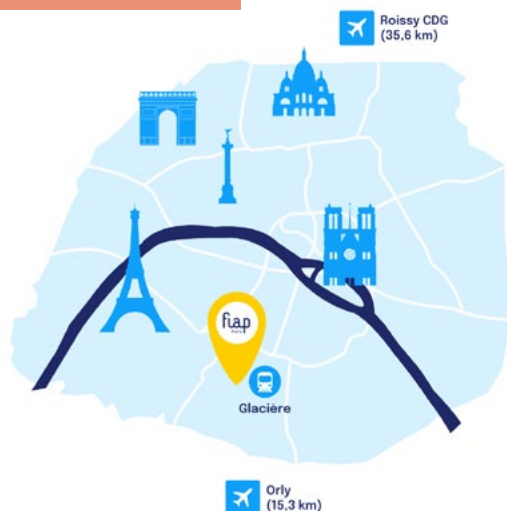 Roissy CDG
(35,6 km)
fiap
Glacière
Orly
(15,3 km)